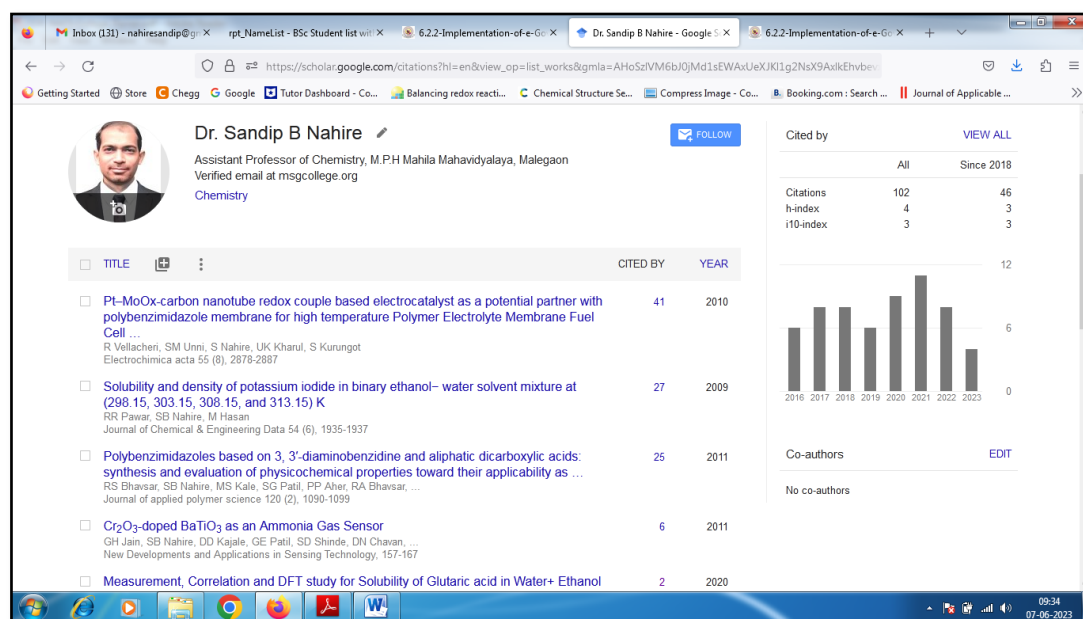 Inbox (131) - nahiresandip@gm
rpt_NameList - BSc Student list wit
6.2.2-Implementation-of-e-Go
Dr. Sandip B Nahire - Google S
6.2.2-Implementation-of-e-Go
https://scholar.google.com/citations?hl=en&view_op=list_works&gmla=
Getting Started Store Chegg Google Tutor Dashboard - Co... Balancing redox reacti... Chemical Structure Se... Compress Image - Co... Booking.com : Search ... Journal of Applicable ...
Dr. Sandip B Nahire
FOLLOW
Assistant Professor of Chemistry, M.P.H Mahila Mahavidyalaya, Malegaon
Verified email at msgcollege.org
Chemistry
TITLE CITED BY YEAR
Pt–MoOx-carbon nanotube redox couple based electrocatalyst as a potential partner with 41 2010
polybenzimidazole membrane for high temperature Polymer Electrolyte Membrane Fuel
Cell ...
R Vellacheri, SM Unni, S Nahire, UK Kharul, S Kurungot
Electrochimica acta 55 (8), 2878-2887
Solubility and density of potassium iodide in binary ethanol− water solvent mixture at 27 2009
(298.15, 303.15, 308.15, and 313.15) K
RR Pawar, SB Nahire, M Hasan
Journal of Chemical & Engineering Data 54 (6), 1935-1937
Polybenzimidazoles based on 3, 3′-diaminobenzidine and aliphatic dicarboxylic acids: 25 2011
synthesis and evaluation of physicochemical properties toward their applicability as ...
RS Bhavsar, SB Nahire, MS Kale, SG Patil, PP Aher, RA Bhavsar, ...
Journal of applied polymer science 120 (2), 1090-1099
Cr₂O₃-doped BaTiO₃ as an Ammonia Gas Sensor 6 2011
GH Jain, SB Nahire, DD Kajale, GE Patil, SD Shinde, DN Chavan, ...
New Developments and Applications in Sensing Technology, 157-167
Measurement, Correlation and DFT study for Solubility of Glutaric acid in Water+ Ethanol 2 2020
Cited by VIEW ALL
All Since 2018
Citations 102 46
h-index 4 3
i10-index 3 3
12
6
0
2016 2017 2018 2019 2020 2021 2022 2023
Co-authors EDIT
No co-authors
09:34
07-06-2023